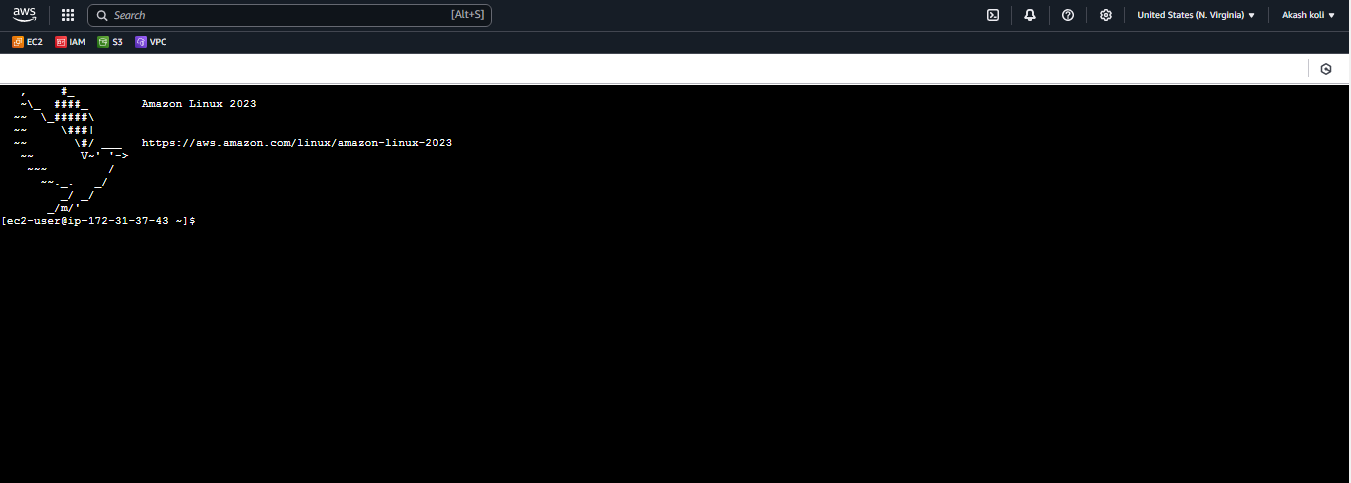 aws Search [Alt+S] United States (N. Virginia) ▼ Akash koli ▼
EC2 IAM S3 VPC
   ,     #_
   ~\_  ####_        Amazon Linux 2023
  ~~  \_#####\
  ~~     \###|
  ~~       \#/ ___   https://aws.amazon.com/linux/amazon-linux-2023
   ~~       V~' '->
    ~~~         /
      ~~._.   _/
         _/ _/
       _/m/'
[ec2-user@ip-172-31-37-43 ~]$